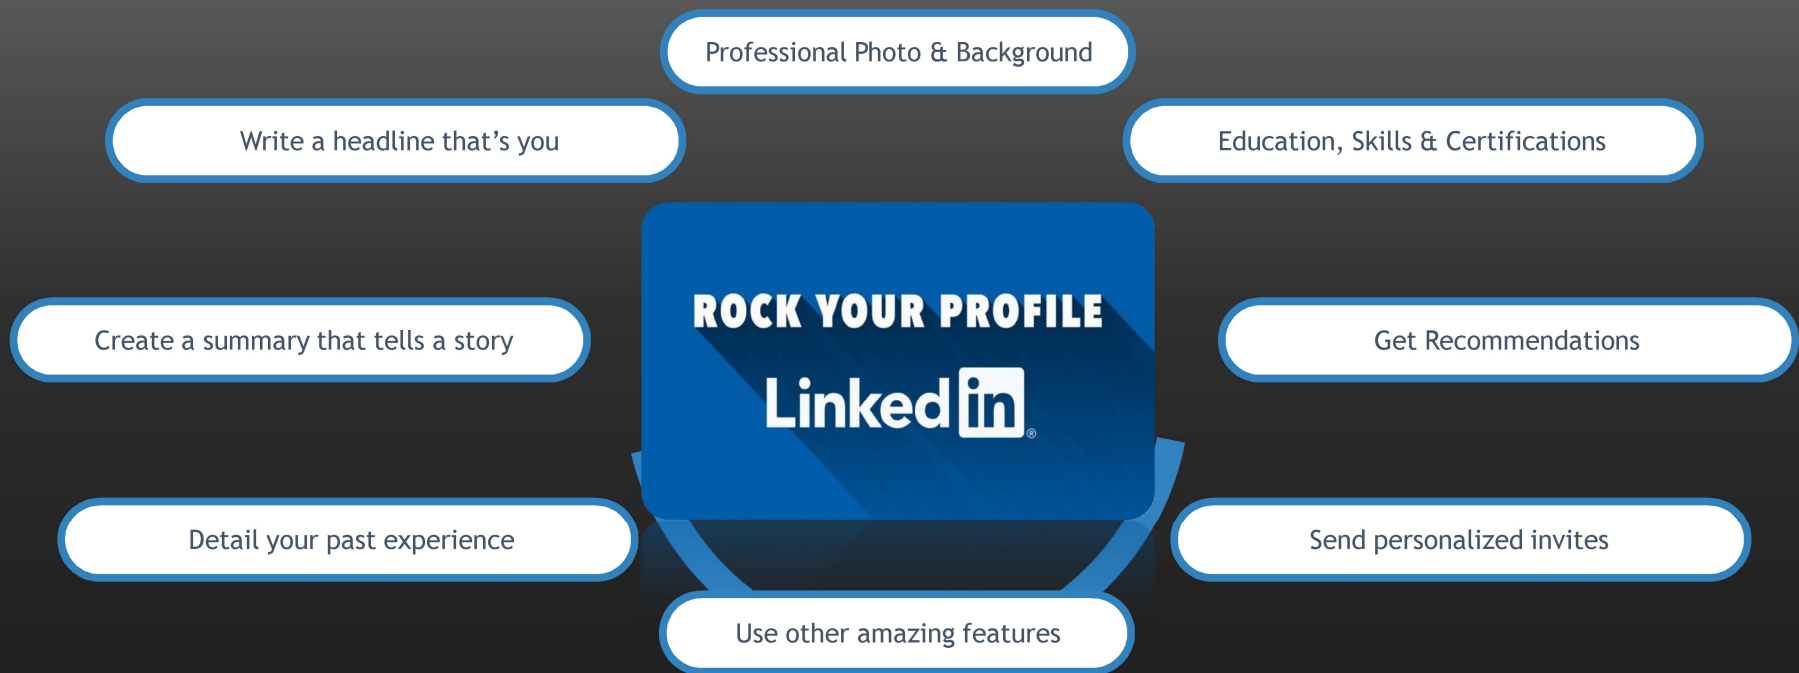 Professional Photo & Background
Write a headline that’s you
Education, Skills & Certifications
ROCK YOUR PROFILE
Linked in®
Create a summary that tells a story
Get Recommendations
Detail your past experience
Send personalized invites
Use other amazing features